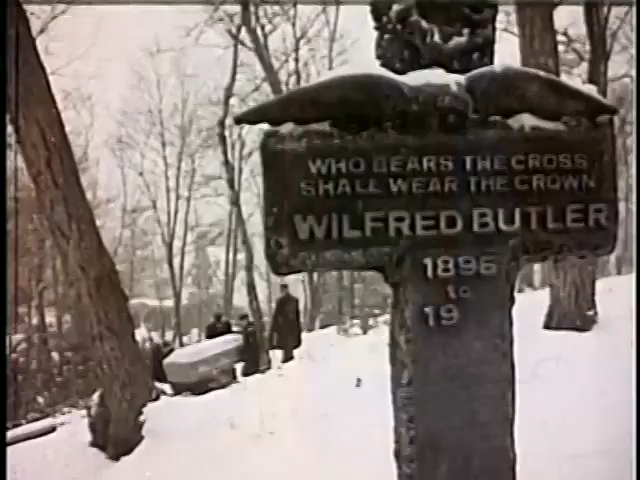 WHO BEARS THE CROSS
SHALL WEAR THE CROWN
WILFRED BUTLER
1896
to
19